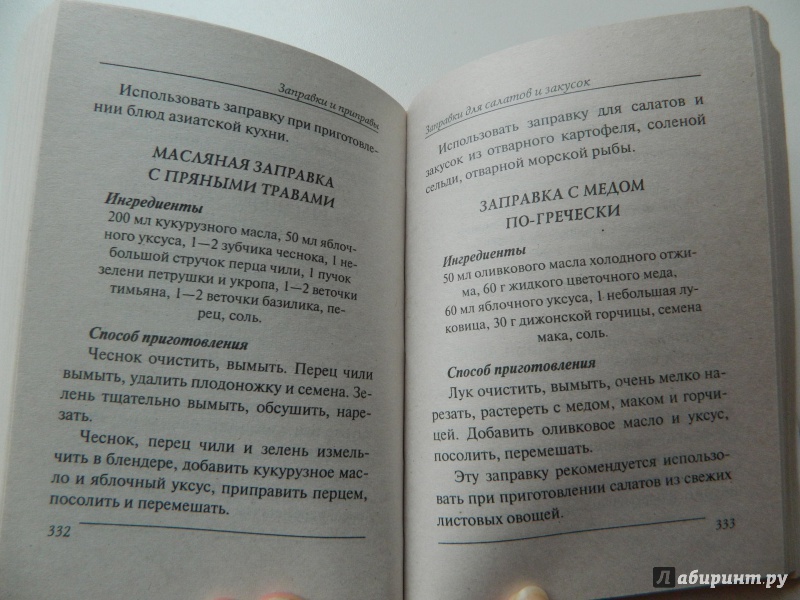 Заправки и приправы
Использовать заправку при приготовле-
нии блюд азиатской кухни.
МАСЛЯНАЯ ЗАПРАВКА
С ПРЯНЫМИ ТРАВАМИ
Ингредиенты
200 мл кукурузного масла, 50 мл яблоч-
ного уксуса, 1—2 зубчика чеснока, 1 не-
большой стручок перца чили, 1 пучок
зелени петрушки и укропа, 1—2 веточки
тимьяна, 1—2 веточки базилика, пе-
рец, соль.
Способ приготовления
Чеснок очистить, вымыть. Перец чили
вымыть, удалить плодоножку и семена. Зе-
лень тщательно вымыть, обсушить, наре-
зать.
Чеснок, перец чили и зелень измель-
чить в блендере, добавить кукурузное мас-
ло и яблочный уксус, приправить перцем,
посолить и перемешать.
332
Заправки для салатов и закусок
Использовать заправку для салатов и
закусок из отварного картофеля, соленой
сельди, отварной морской рыбы.
ЗАПРАВКА С МЕДОМ
ПО-ГРЕЧЕСКИ
Ингредиенты
50 мл оливкового масла холодного отжи-
ма, 60 г жидкого цветочного меда,
60 мл яблочного уксуса, 1 небольшая лу-
ковица, 30 г дижонской горчицы, семена
мака, соль.
Способ приготовления
Лук очистить, вымыть, очень мелко на-
резать, растереть с медом, маком и горчи-
цей. Добавить оливковое масло и уксус,
посолить, перемешать.
Эту заправку рекомендуется использо-
вать при приготовлении салатов из свежих
листовых овощей.
333
Лабиринт.ру